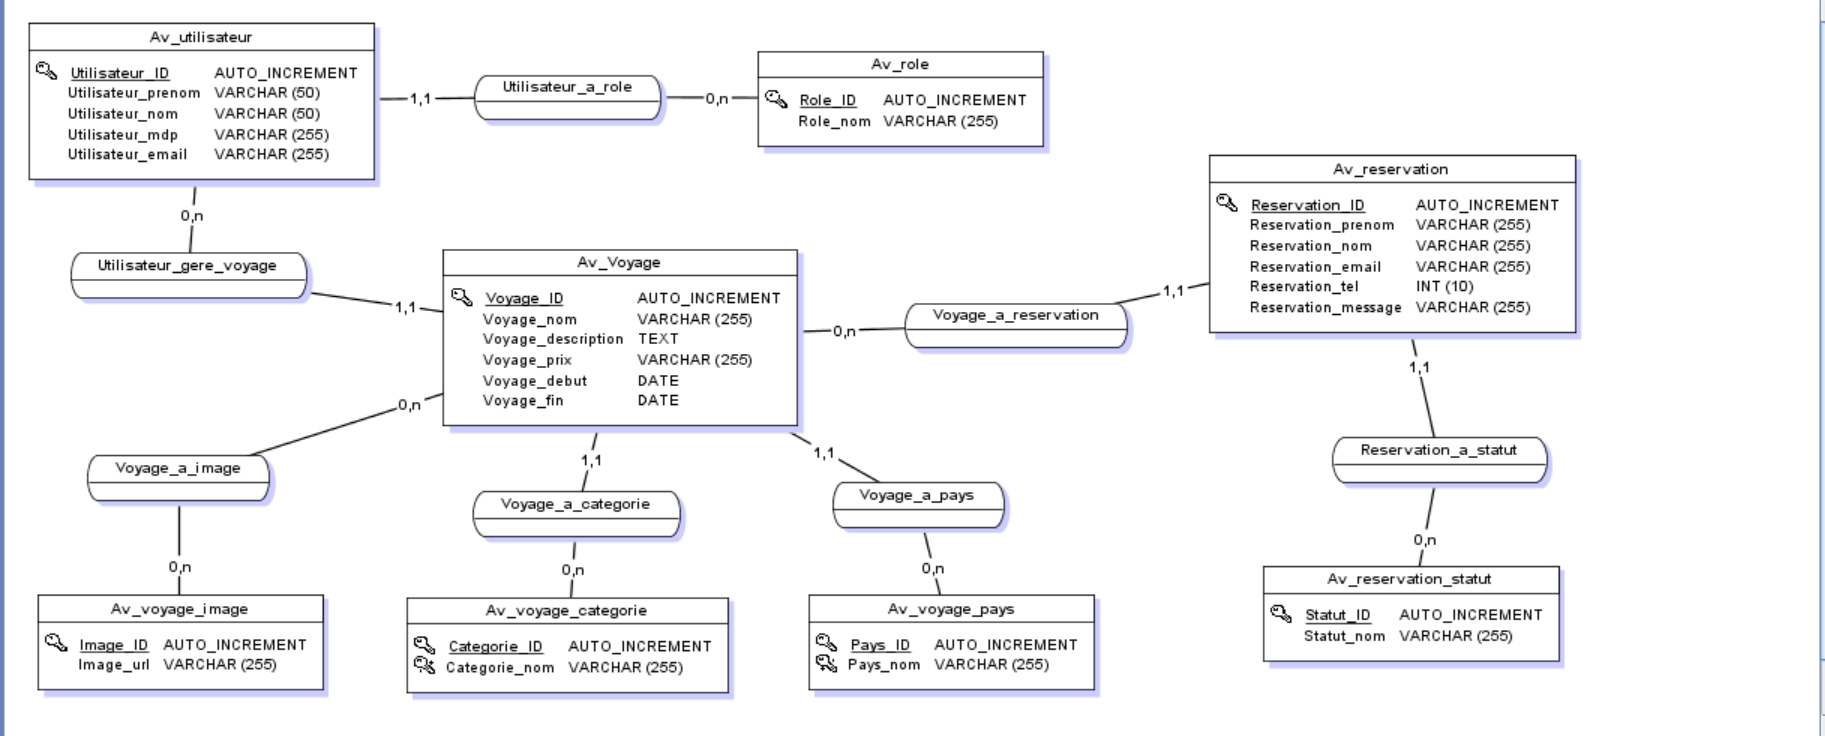 Av_utilisateur
Utilisateur_ID AUTO_INCREMENT
Utilisateur_prenom VARCHAR (50)
Utilisateur_nom VARCHAR (50)
Utilisateur_mdp VARCHAR (255)
Utilisateur_email VARCHAR (255)
1,1
Utilisateur_a_role
0,n
Av_role
Role_ID AUTO_INCREMENT
Role_nom VARCHAR (255)
0,n
Utilisateur_gere_voyage
1,1
Av_Voyage
Voyage_ID AUTO_INCREMENT
Voyage_nom VARCHAR (255)
Voyage_description TEXT
Voyage_prix VARCHAR (255)
Voyage_debut DATE
Voyage_fin DATE
0,n
Voyage_a_reservation
1,1
Av_reservation
Reservation_ID AUTO_INCREMENT
Reservation_prenom VARCHAR (255)
Reservation_nom VARCHAR (255)
Reservation_email VARCHAR (255)
Reservation_tel INT (10)
Reservation_message VARCHAR (255)
1,1
Reservation_a_statut
0,n
Av_reservation_statut
Statut_ID AUTO_INCREMENT
Statut_nom VARCHAR (255)
0,n
Voyage_a_image
0,n
Av_voyage_image
Image_ID AUTO_INCREMENT
Image_url VARCHAR (255)
1,1
Voyage_a_categorie
0,n
Av_voyage_categorie
Categorie_ID AUTO_INCREMENT
Categorie_nom VARCHAR (255)
1,1
Voyage_a_pays
0,n
Av_voyage_pays
Pays_ID AUTO_INCREMENT
Pays_nom VARCHAR (255)